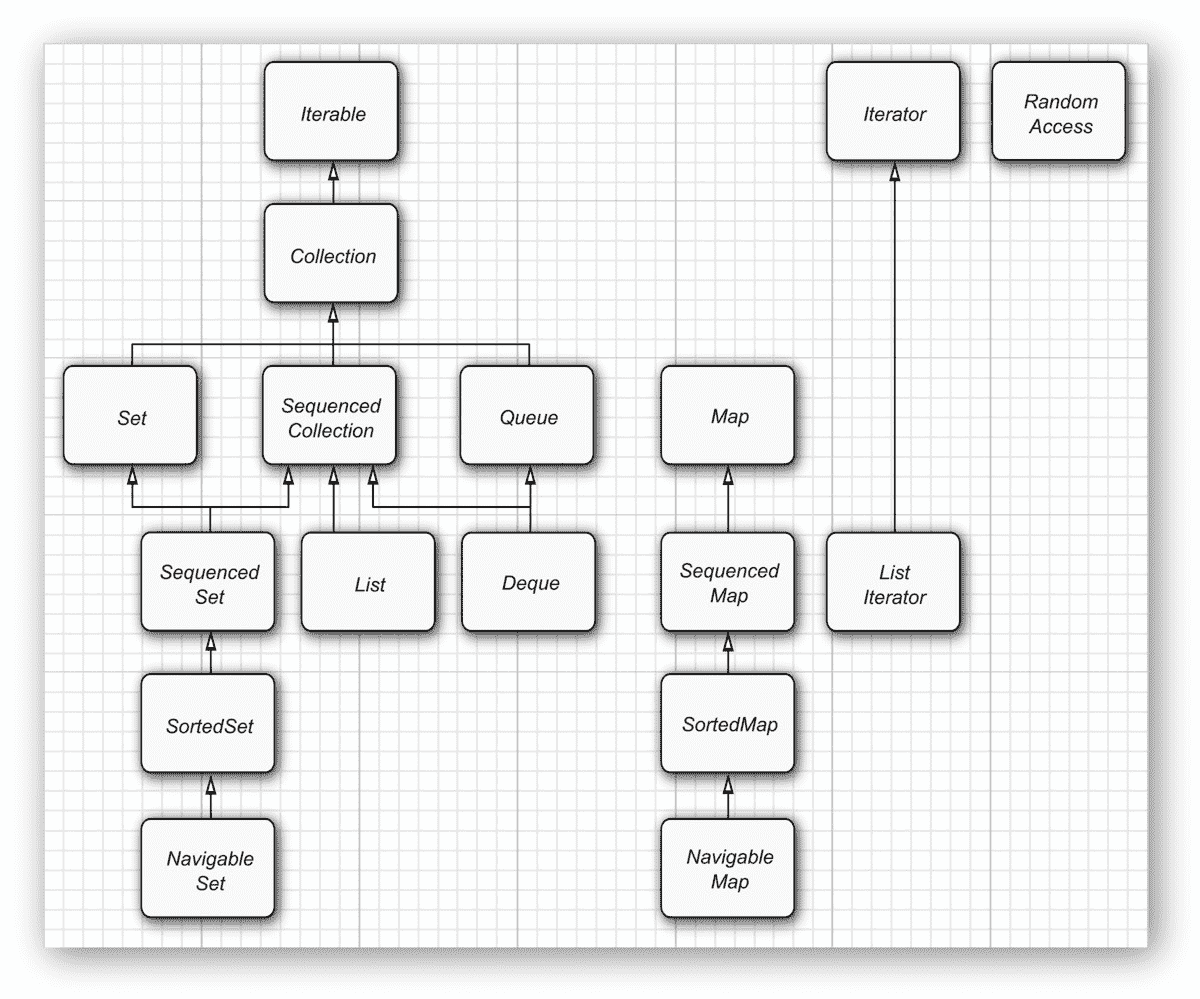 Iterable
Iterator
Random
Access
Collection
Set
Sequenced
Collection
Queue
Map
Sequenced
Set
List
Deque
Sequenced
Map
List
Iterator
SortedSet
SortedMap
Navigable
Set
Navigable
Map